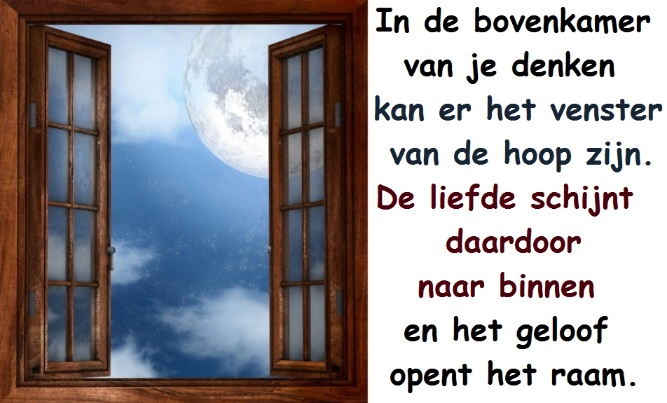 In de bovenkamer
van je denken
kan er het venster
van de hoop zijn.
De liefde schijnt
daardoor
naar binnen
en het geloof
opent het raam.